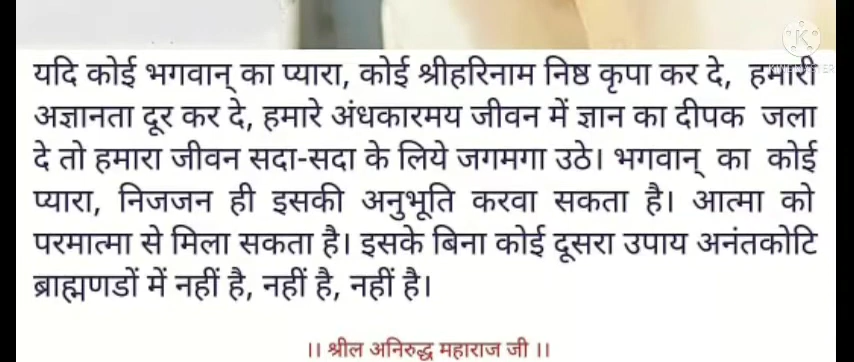 यदि कोई भगवान् का प्यारा, कोई श्रीहरिनाम निष्ठ कृपा कर दे, हमारी
अज्ञानता दूर कर दे, हमारे अंधकारमय जीवन में ज्ञान का दीपक जला
दे तो हमारा जीवन सदा-सदा के लिये जगमगा उठे। भगवान् का कोई
प्यारा, निजजन ही इसकी अनुभूति करवा सकता है। आत्मा को
परमात्मा से मिला सकता है। इसके बिना कोई दूसरा उपाय अनंतकोटि
ब्राह्मणडों में नहीं है, नहीं है, नहीं है।
।। श्रील अनिरुद्ध महाराज जी ।।